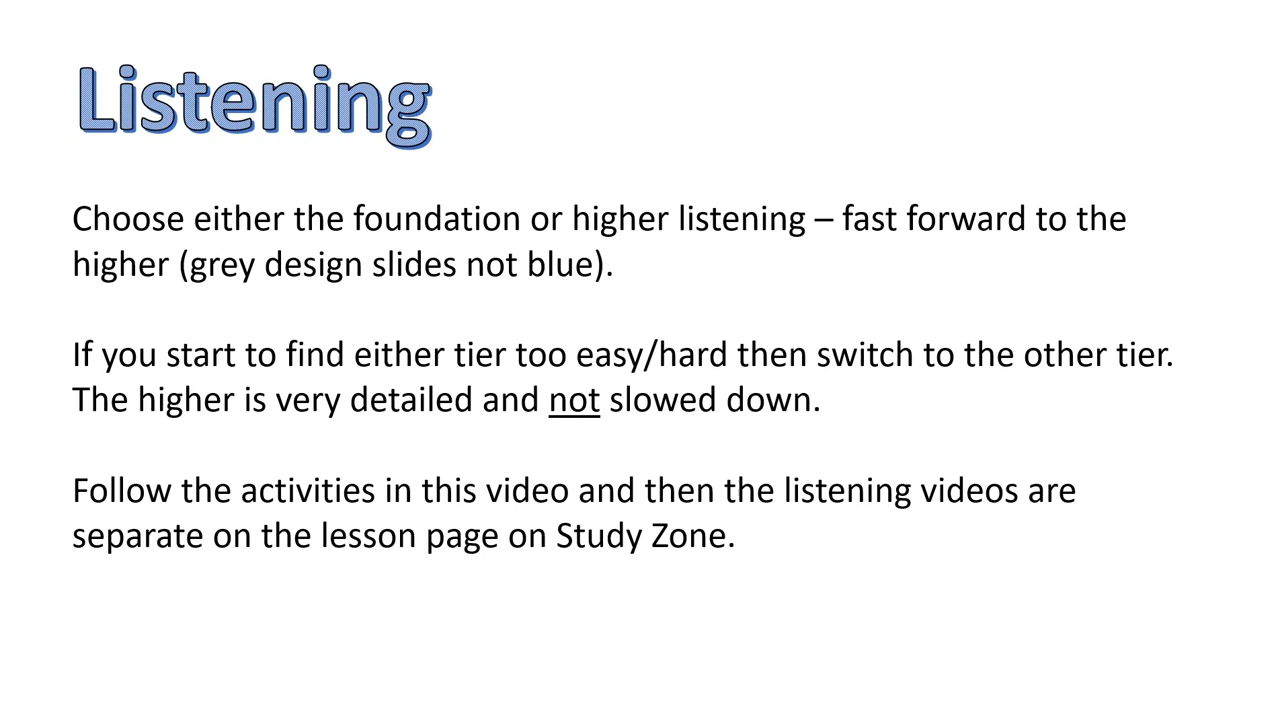 Listening
Choose either the foundation or higher listening – fast forward to the
higher (grey design slides not blue).
If you start to find either tier too easy/hard then switch to the other tier.
The higher is very detailed and not slowed down.
Follow the activities in this video and then the listening videos are
separate on the lesson page on Study Zone.